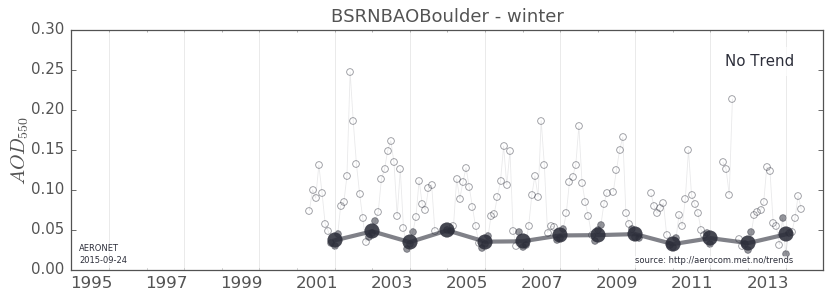 BSRNBAOBoulder - winter
0.30
0.25
0.20
0.15
0.10
0.05
0.00
AOD550
No Trend
AERONET
2015-09-24
source: http://aerocom.met.no/trends
1995 1997 1999 2001 2003 2005 2007 2009 2011 2013